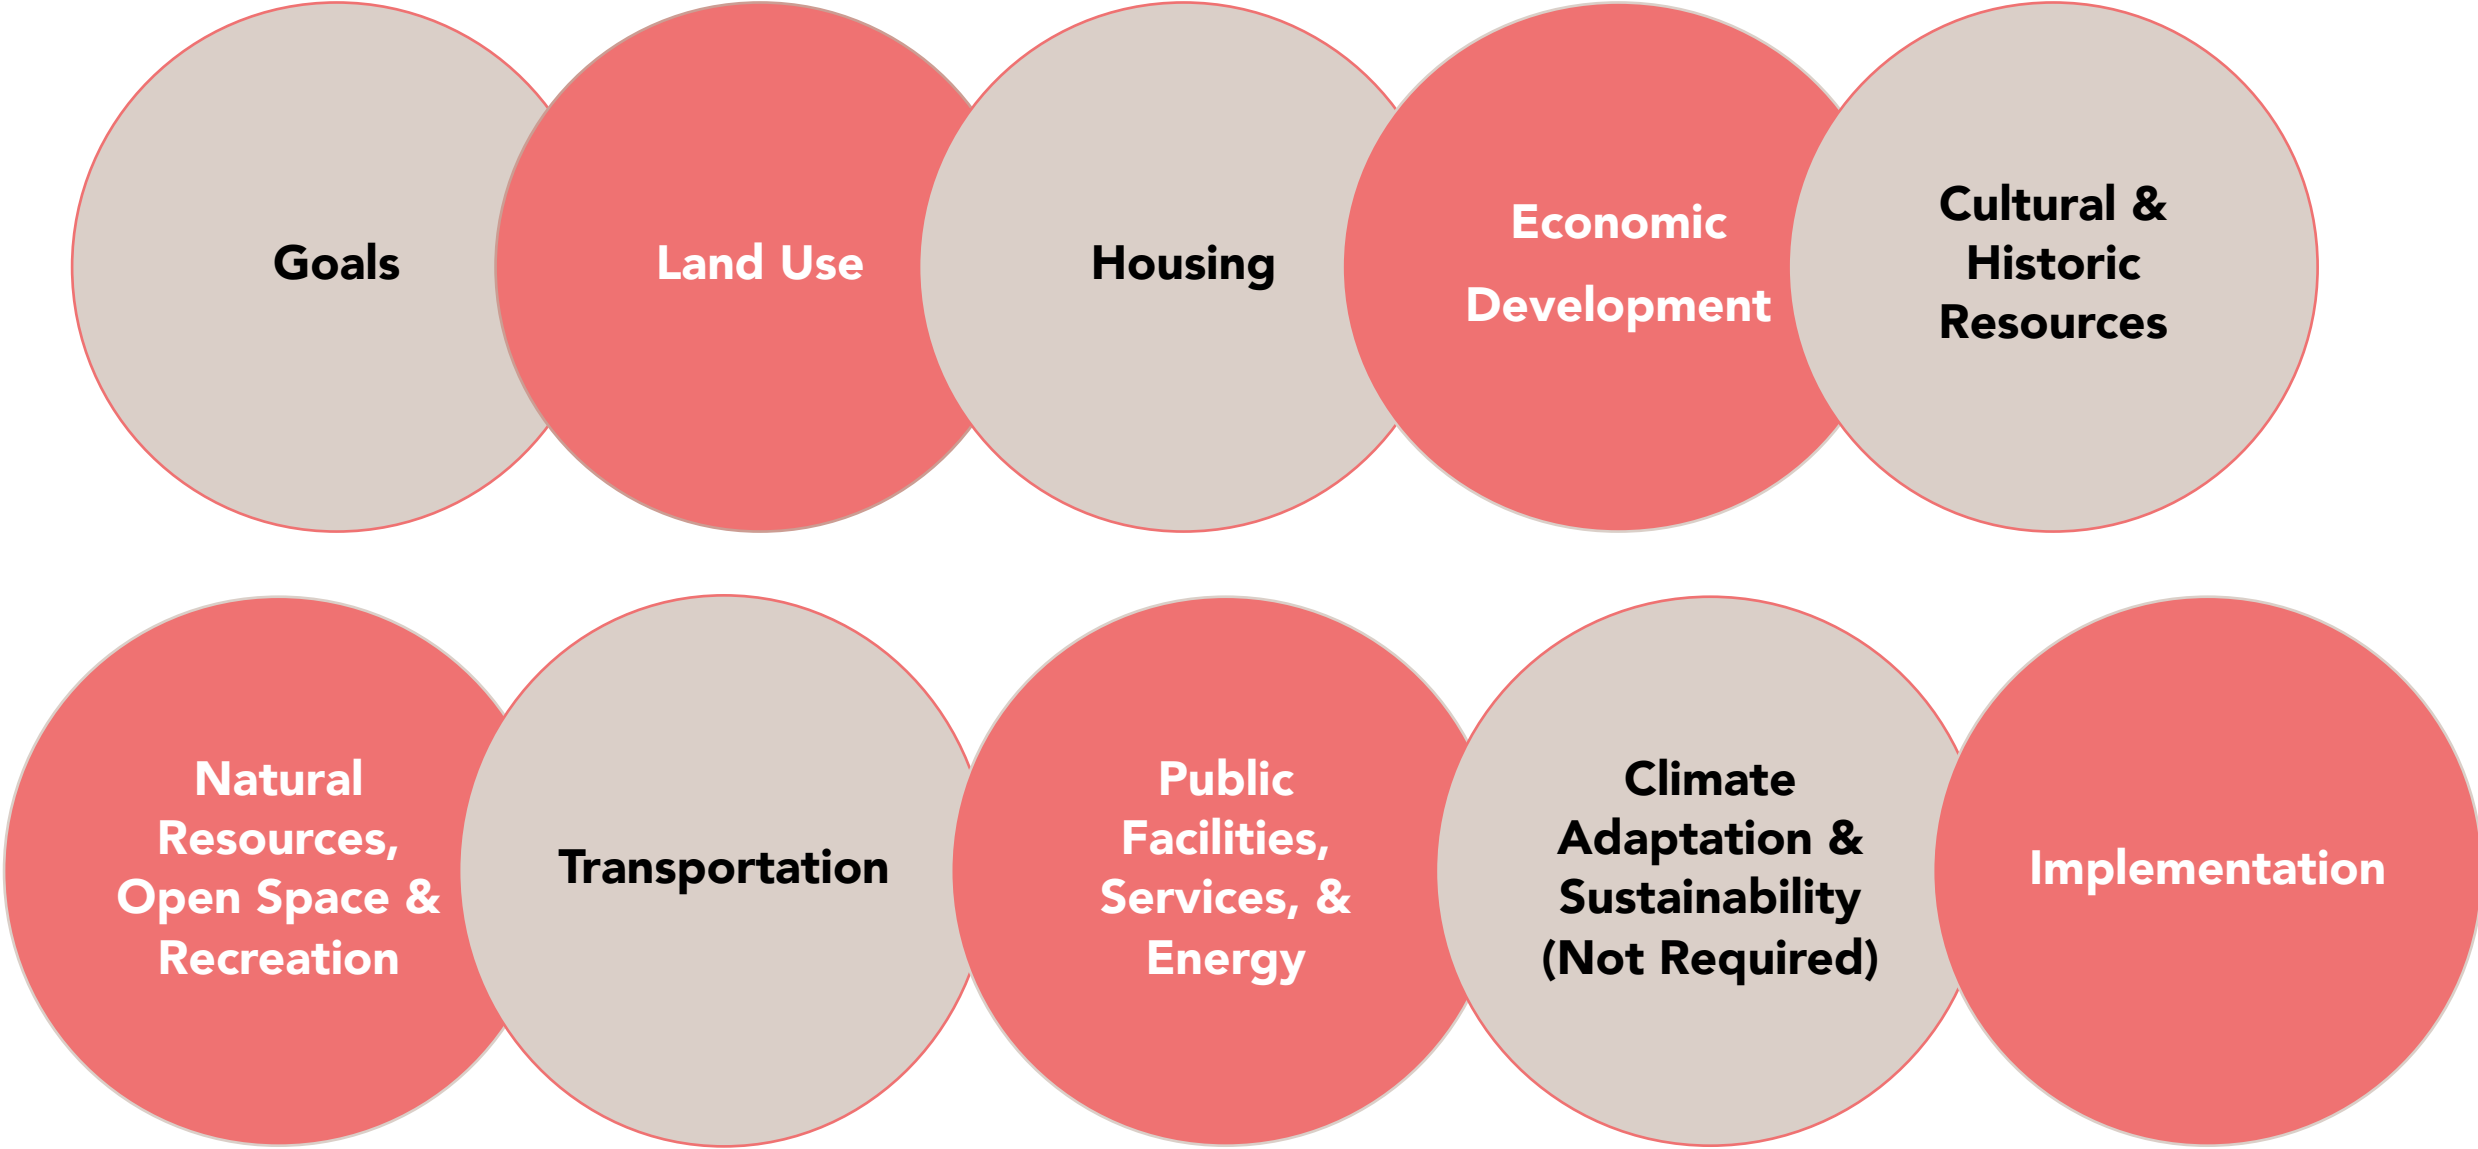 Goals
Land Use
Housing
Economic
Development
Cultural &
Historic
Resources
Natural
Resources,
Open Space &
Recreation
Transportation
Public
Facilities,
Services, &
Energy
Climate
Adaptation &
Sustainability
(Not Required)
Implementation